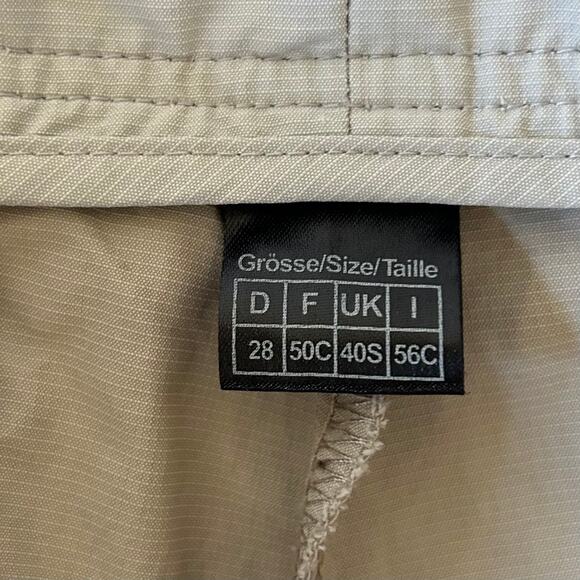 Grösse/Size/Taille
D F UK I
28 50C 40S 56C